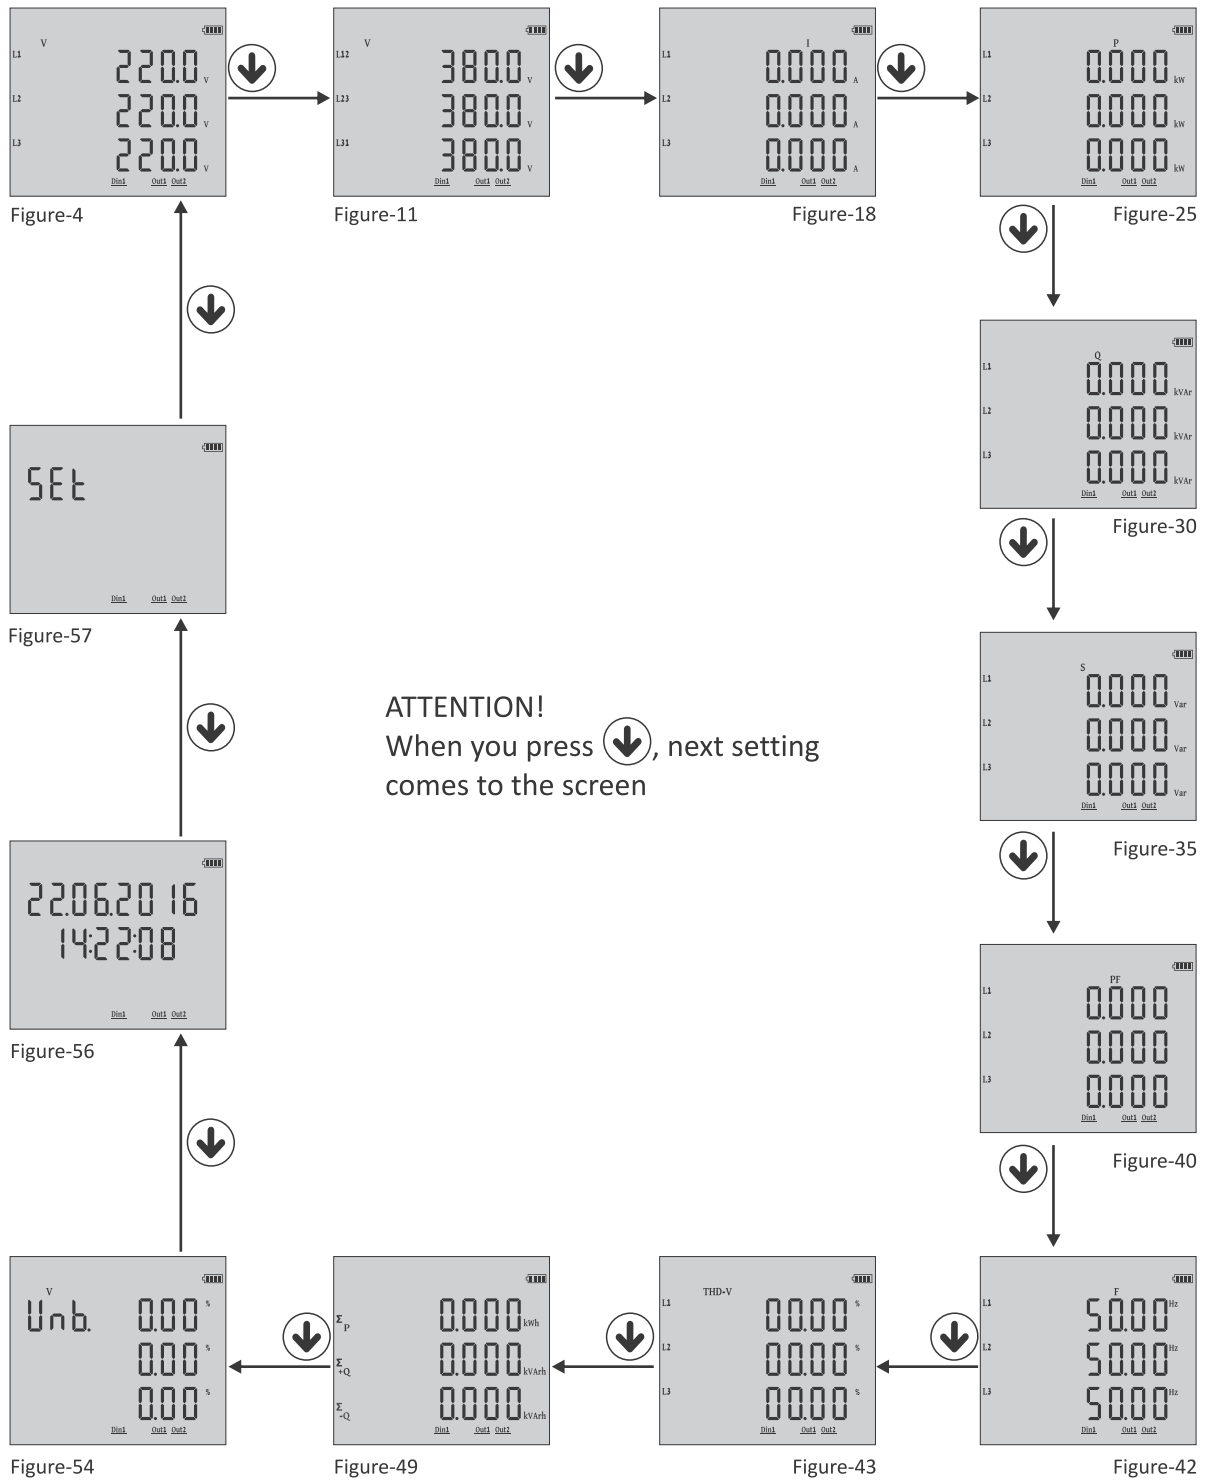 V
L1 220.0 V
L2 220.0 V
L3 220.0 V
Din1 Out1 Out2
Figure-4
V
L12 380.0 V
L23 380.0 V
L31 380.0 V
Din1 Out1 Out2
Figure-11
I
L1 0.000 A
L2 0.000 A
L3 0.000 A
Din1 Out1 Out2
Figure-18
P
L1 0.000 kW
L2 0.000 kW
L3 0.000 kW
Din1 Out1 Out2
Figure-25
Q
L1 0.000 kVAr
L2 0.000 kVAr
L3 0.000 kVAr
Din1 Out1 Out2
Figure-30
S
L1 0.000 Var
L2 0.000 Var
L3 0.000 Var
Din1 Out1 Out2
Figure-35
PF
L1 0.000
L2 0.000
L3 0.000
Din1 Out1 Out2
Figure-40
F
L1 50.00 Hz
L2 50.00 Hz
L3 50.00 Hz
Din1 Out1 Out2
Figure-42
THD-V
L1 00.00 %
L2 00.00 %
L3 00.00 %
Din1 Out1 Out2
Figure-43
Σ P 0.000 kWh
Σ +Q 0.000 kVArh
Σ -Q 0.000 kVArh
Din1 Out1 Out2
Figure-49
V
Unb. 0.00 %
0.00 %
0.00 %
Din1 Out1 Out2
Figure-54
22.06.2016
14:22:08
Din1 Out1 Out2
Figure-56
SEt
Din1 Out1 Out2
Figure-57
ATTENTION!
When you press , next setting
comes to the screen